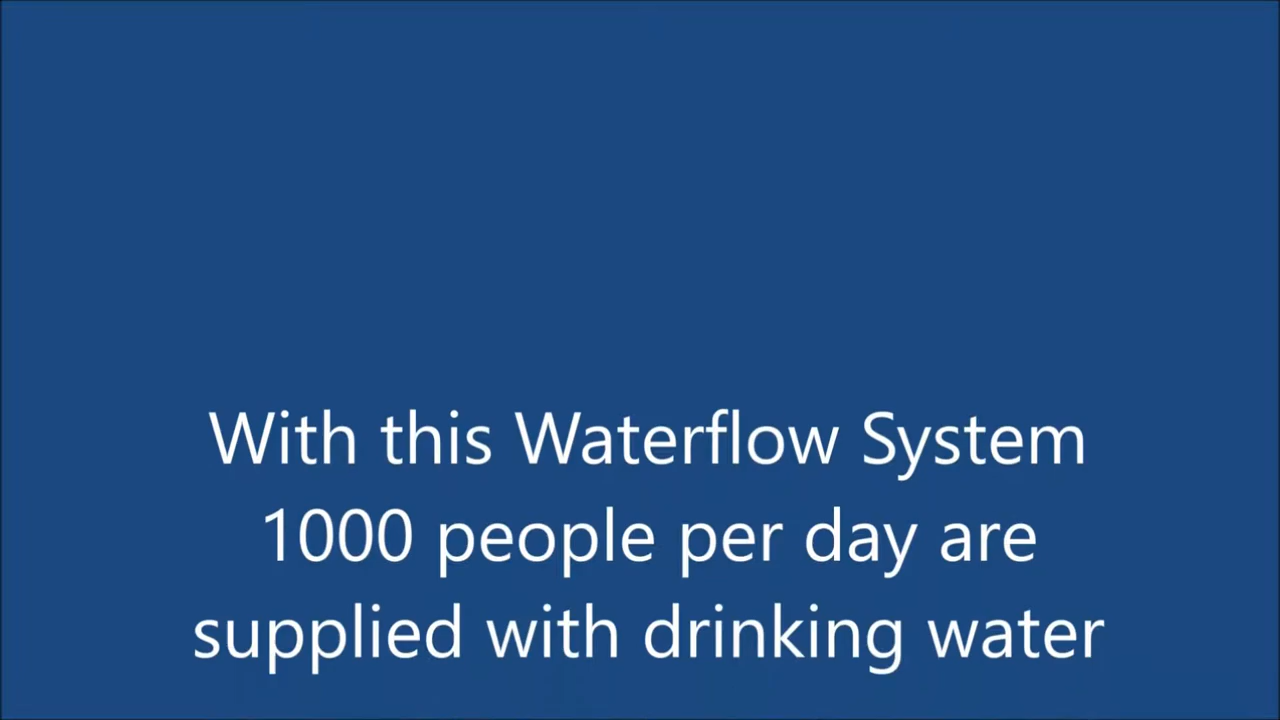 With this Waterflow System
1000 people per day are
supplied with drinking water